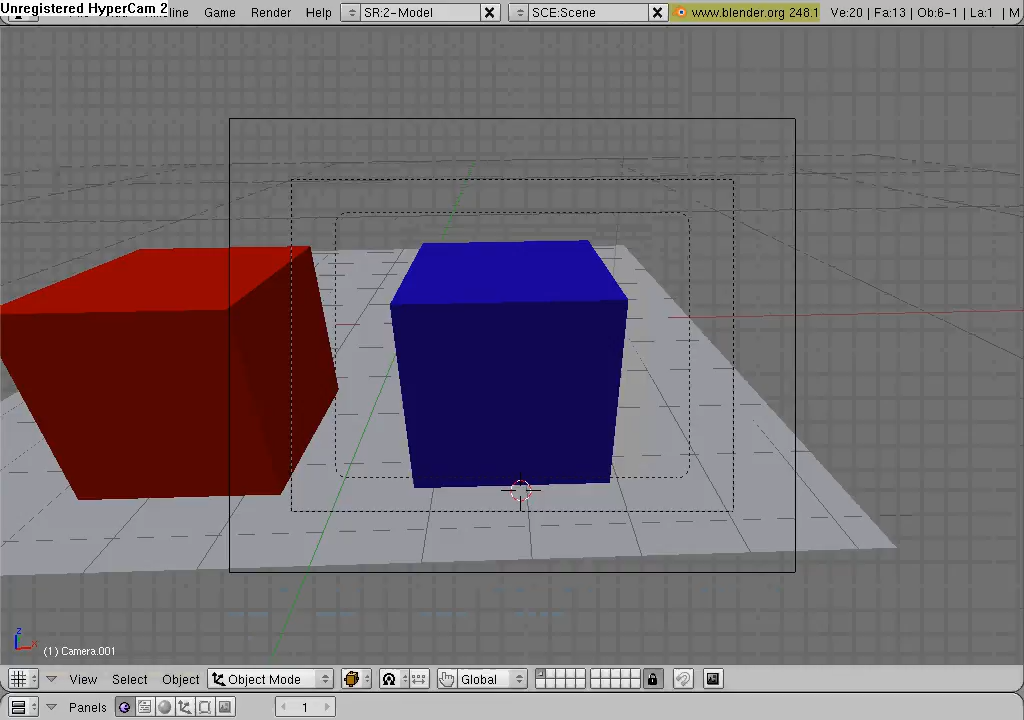 Unregistered HyperCam 2
Timeline Game Render Help SR:2-Model SCE:Scene www.blender.org 248.1 Ve:20 | Fa:13 | Ob:6-1 | La:1 | M
z
x
(1) Camera.001
View Select Object Object Mode Global
Panels 1